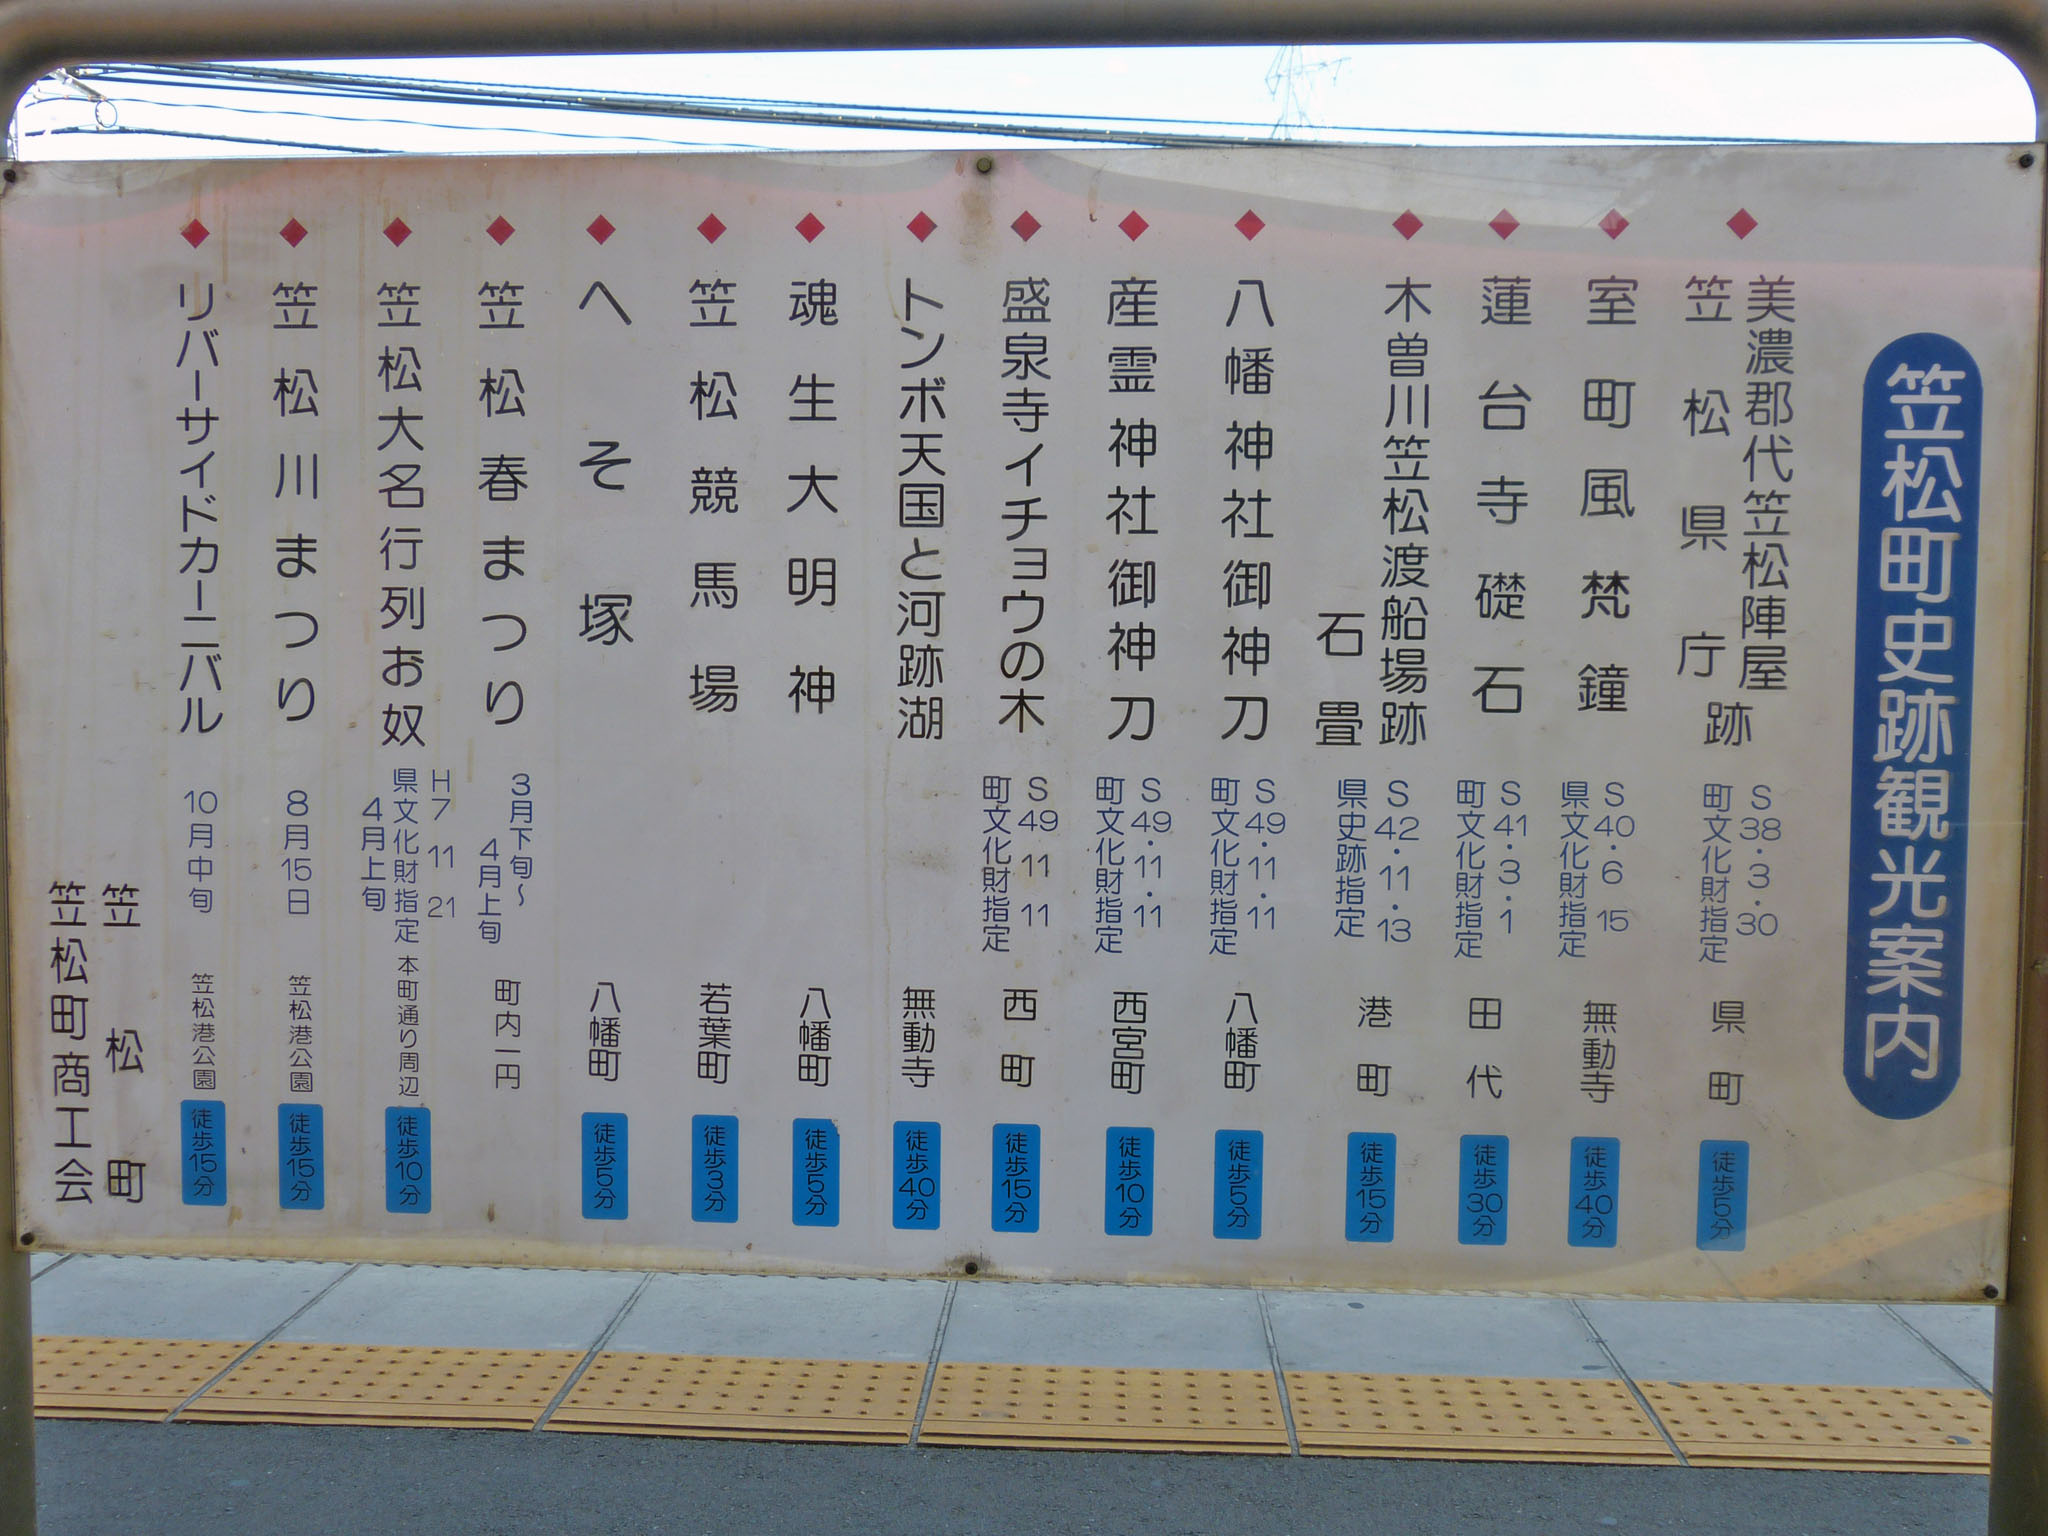 笠松町史跡観光案内
美濃郡代笠松陣屋
笠松県庁跡
S38・3・30
町文化財指定
県町
徒歩5分
室町風梵鐘
S40・6 15
県文化財指定
無動寺
徒歩40分
蓮台寺礎石
S41・3・1
町文化財指定
田代
徒歩30分
木曽川笠松渡船場跡
石畳
S42・11・13
県史跡指定
港町
徒歩15分
八幡神社御神刀
S49・11・11
町文化財指定
八幡町
徒歩5分
産霊神社御神刀
S49・11・11
町文化財指定
西宮町
徒歩10分
盛泉寺イチョウの木
S49 11 11
町文化財指定
西町
徒歩15分
トンボ天国と河跡湖
無動寺
徒歩40分
魂生大明神
八幡町
徒歩5分
笠松競馬場
若葉町
徒歩3分
へそ塚
八幡町
徒歩5分
笠松春まつり
3月下旬～
4月上旬
町内一円
笠松大名行列お奴
H7 11 21
県文化財指定
4月上旬
本町通り周辺
徒歩10分
笠松川まつり
8月15日
笠松港公園
徒歩15分
リバーサイドカーニバル
10月中旬
笠松港公園
徒歩15分
笠松町
笠松町商工会